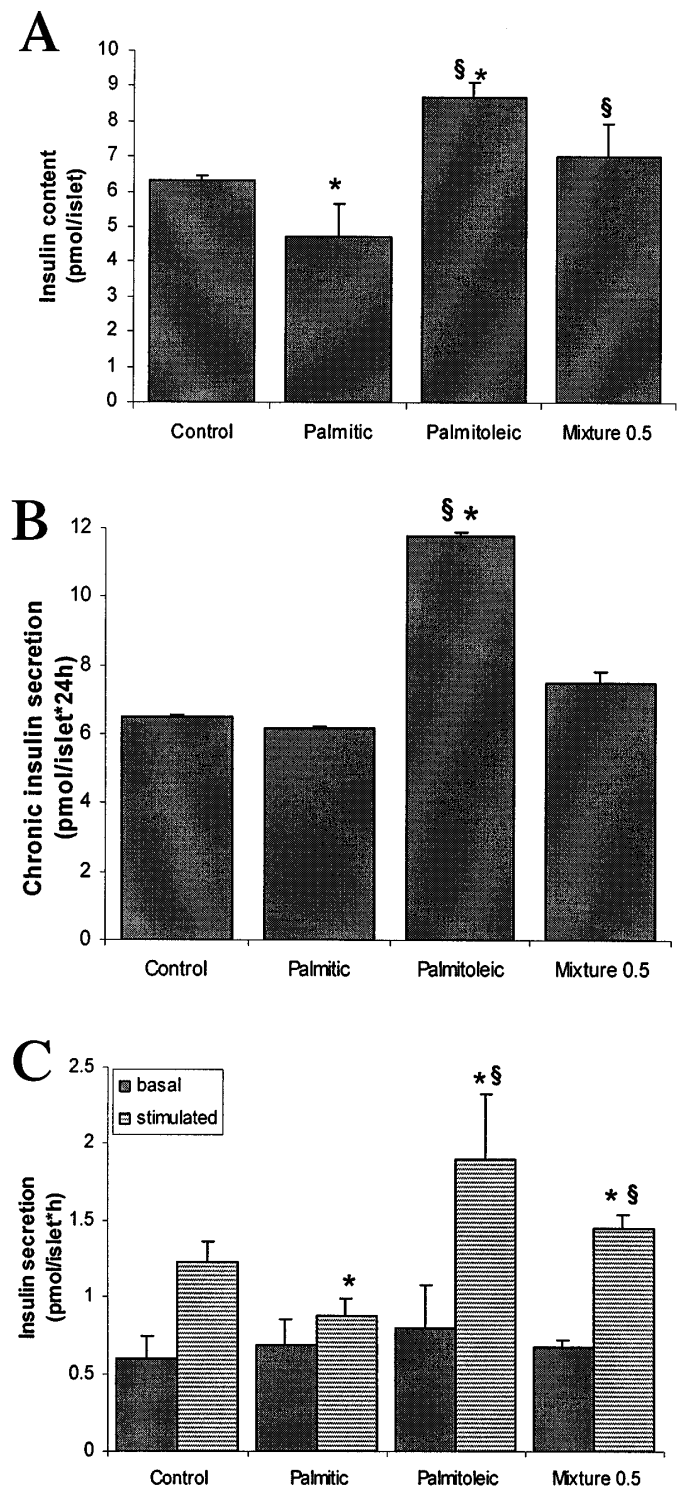 A
Insulin content
(pmol/islet)
10
9
8
7
6
5
4
3
2
1
0
*
§ *
§
Control Palmitic Palmitoleic Mixture 0.5
B
Chronic insulin secretion
(pmol/islet*24h)
12
10
8
6
4
2
0
§ *
Control Palmitic Palmitoleic Mixture 0.5
C
Insulin secretion
(pmol/islet*h)
2.5
2
1.5
1
0.5
0
basal
stimulated
*
* §
* §
Control Palmitic Palmitoleic Mixture 0.5